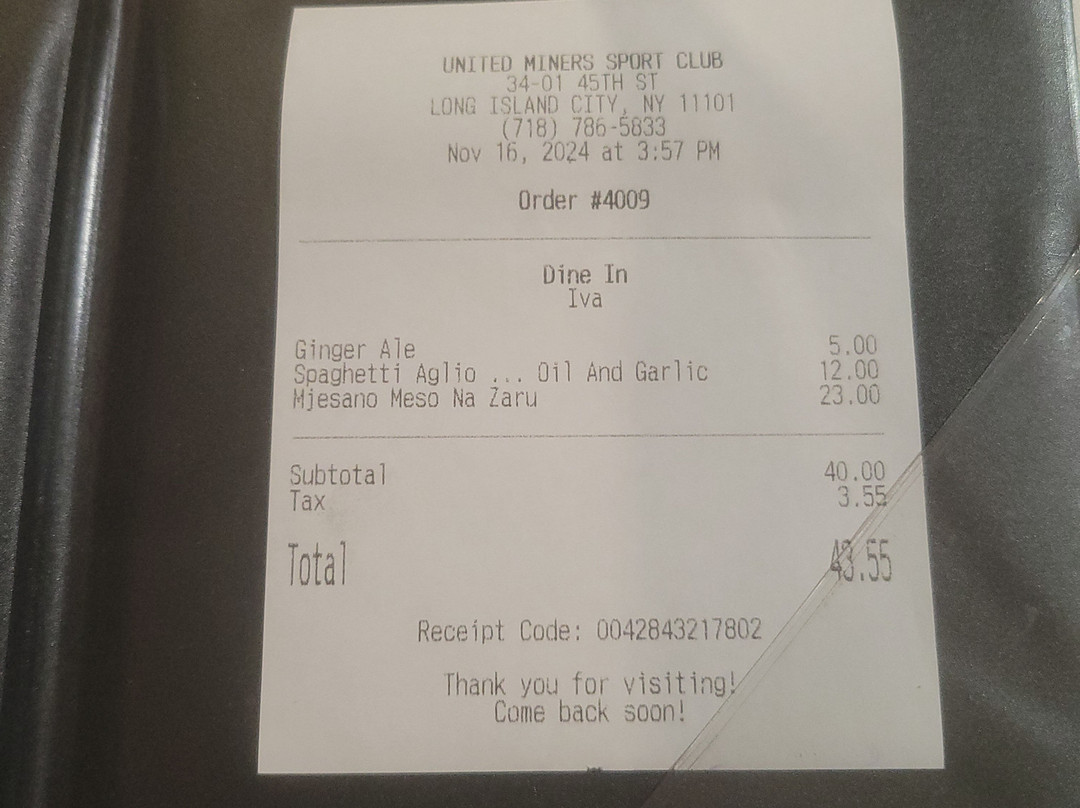 UNITED MINERS SPORT CLUB
34-01 45TH ST
LONG ISLAND CITY, NY 11101
(718) 786-5833
Nov 16, 2024 at 3:57 PM
Order #4009
Dine In
Iva
Ginger Ale 5.00
Spaghetti Aglio ... Oil And Garlic 12.00
Mjesano Meso Na Žaru 23.00
Subtotal 40.00
Tax 3.55
Total 43.55
Receipt Code: 0042843217802
Thank you for visiting!
Come back soon!